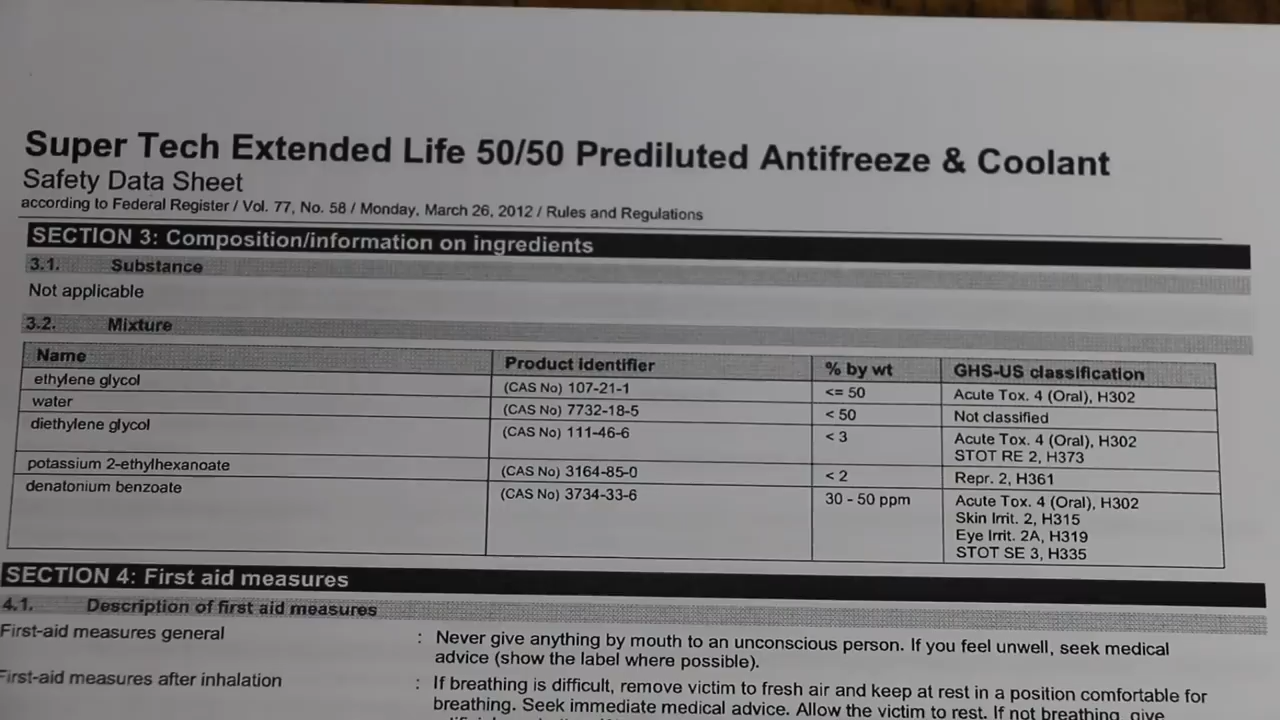 Super Tech Extended Life 50/50 Prediluted Antifreeze & Coolant
Safety Data Sheet
according to Federal Register / Vol. 77, No. 58 / Monday, March 26, 2012 / Rules and Regulations
SECTION 3: Composition/information on ingredients
3.1. Substance
Not applicable
3.2. Mixture
Name Product identifier % by wt GHS-US classification
ethylene glycol (CAS No) 107-21-1 <= 50 Acute Tox. 4 (Oral), H302
water (CAS No) 7732-18-5 < 50 Not classified
diethylene glycol (CAS No) 111-46-6 < 3 Acute Tox. 4 (Oral), H302
STOT RE 2, H373
potassium 2-ethylhexanoate (CAS No) 3164-85-0 < 2 Repr. 2, H361
denatonium benzoate (CAS No) 3734-33-6 30 - 50 ppm Acute Tox. 4 (Oral), H302
Skin Irrit. 2, H315
Eye Irrit. 2A, H319
STOT SE 3, H335
SECTION 4: First aid measures
4.1. Description of first aid measures
First-aid measures general : Never give anything by mouth to an unconscious person. If you feel unwell, seek medical
advice (show the label where possible).
First-aid measures after inhalation : If breathing is difficult, remove victim to fresh air and keep at rest in a position comfortable for
breathing. Seek immediate medical advice. Allow the victim to rest. If not breathing, give